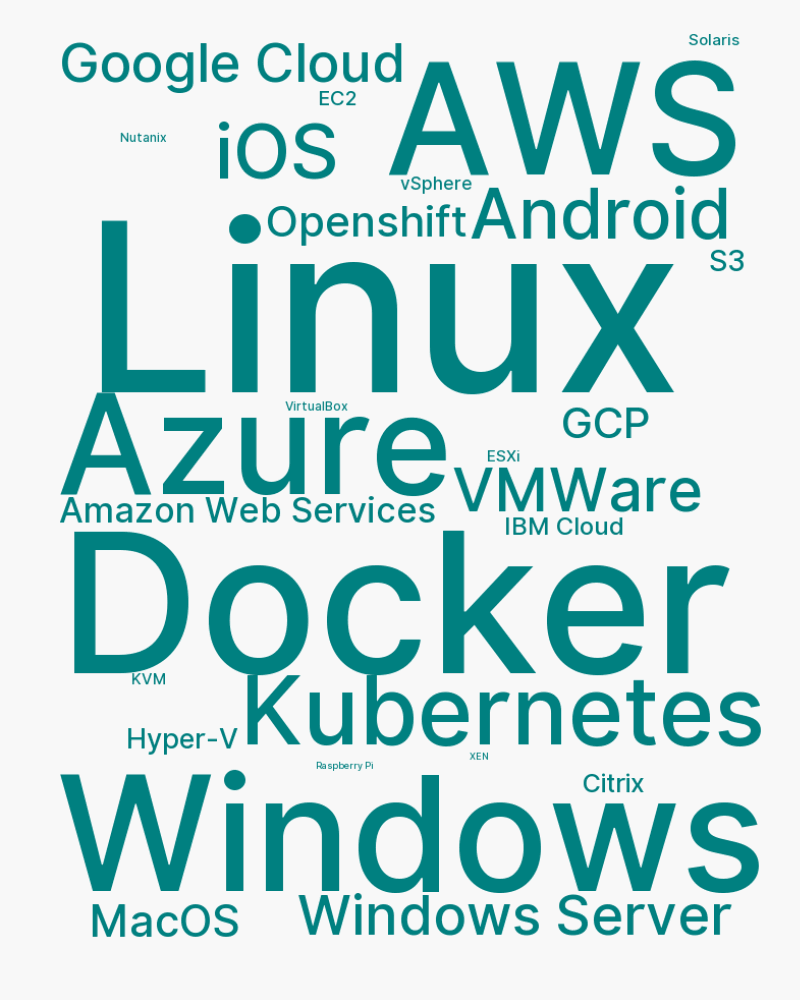 Solaris
Google Cloud
AWS
EC2
iOS
Nutanix
vSphere
Android
Openshift
S3
Linux
VirtualBox
GCP
Azure
ESXi
VMWare
Amazon Web Services
IBM Cloud
Docker
KVM
Kubernetes
Hyper-V
XEN
Raspberry Pi
Citrix
Windows
Windows Server
MacOS